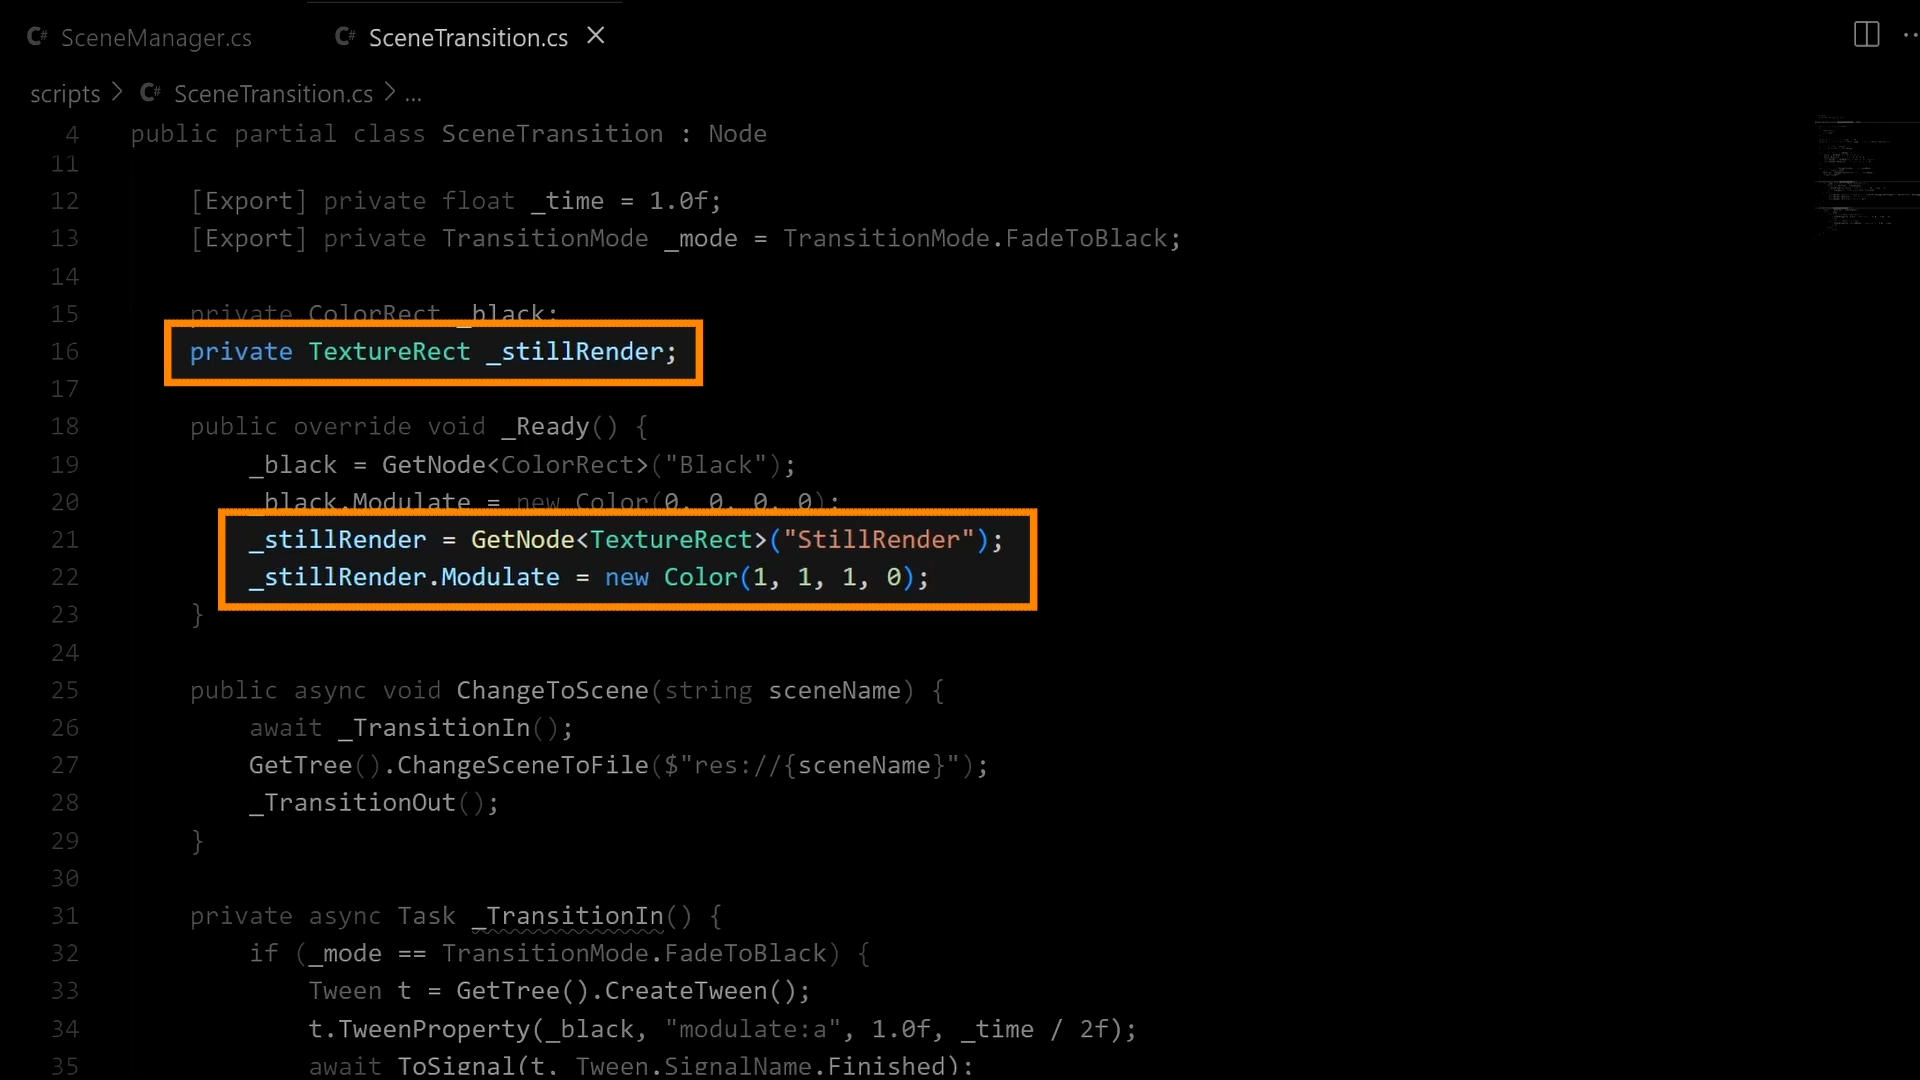 C# SceneManager.cs
C# SceneTransition.cs ×
scripts > C# SceneTransition.cs > ...
4 public partial class SceneTransition : Node
11
12 [Export] private float _time = 1.0f;
13 [Export] private TransitionMode _mode = TransitionMode.FadeToBlack;
14
15 private ColorRect _black;
16 private TextureRect _stillRender;
17
18 public override void _Ready() {
19 _black = GetNode<ColorRect>("Black");
20 _black.Modulate = new Color(0, 0, 0, 0);
21 _stillRender = GetNode<TextureRect>("StillRender");
22 _stillRender.Modulate = new Color(1, 1, 1, 0);
23 }
24
25 public async void ChangeToScene(string sceneName) {
26 await _TransitionIn();
27 GetTree().ChangeSceneToFile($"res://{sceneName}");
28 _TransitionOut();
29 }
30
31 private async Task _TransitionIn() {
32 if (_mode == TransitionMode.FadeToBlack) {
33 Tween t = GetTree().CreateTween();
34 t.TweenProperty(_black, "modulate:a", 1.0f, _time / 2f);
35 await ToSignal(t, Tween.SignalName.Finished);